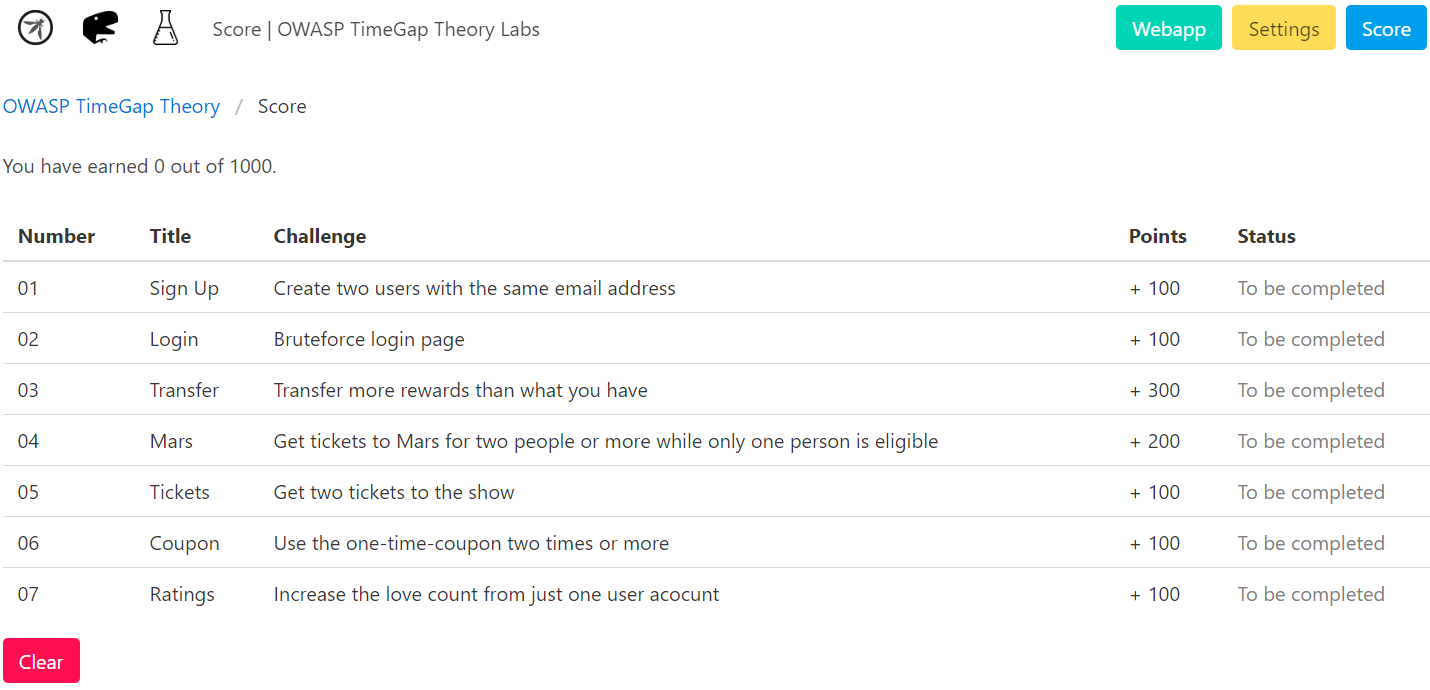 Score | OWASP TimeGap Theory Labs Webapp Settings Score
OWASP TimeGap Theory / Score
You have earned 0 out of 1000.
Number Title Challenge Points Status
01 Sign Up Create two users with the same email address + 100 To be completed
02 Login Bruteforce login page + 100 To be completed
03 Transfer Transfer more rewards than what you have + 300 To be completed
04 Mars Get tickets to Mars for two people or more while only one person is eligible + 200 To be completed
05 Tickets Get two tickets to the show + 100 To be completed
06 Coupon Use the one-time-coupon two times or more + 100 To be completed
07 Ratings Increase the love count from just one user acocunt + 100 To be completed
Clear